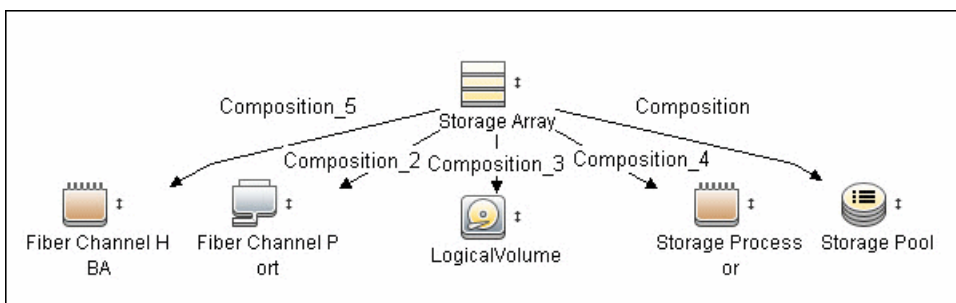 Storage Array
Composition_5
Composition
Composition_2
Composition_3
Composition_4
Fiber Channel H
BA
Fiber Channel P
ort
LogicalVolume
Storage Process
or
Storage Pool